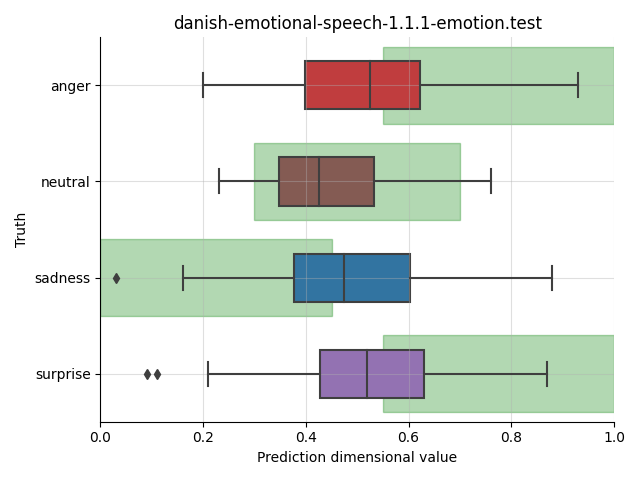 danish-emotional-speech-1.1.1-emotion.test
anger
neutral
sadness
surprise
Truth
0.0 0.2 0.4 0.6 0.8 1.0
Prediction dimensional value